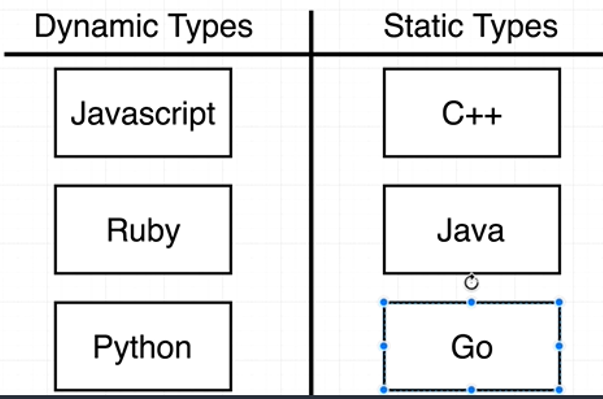 Dynamic Types
Static Types
Javascript
C++
Ruby
Java
Python
Go